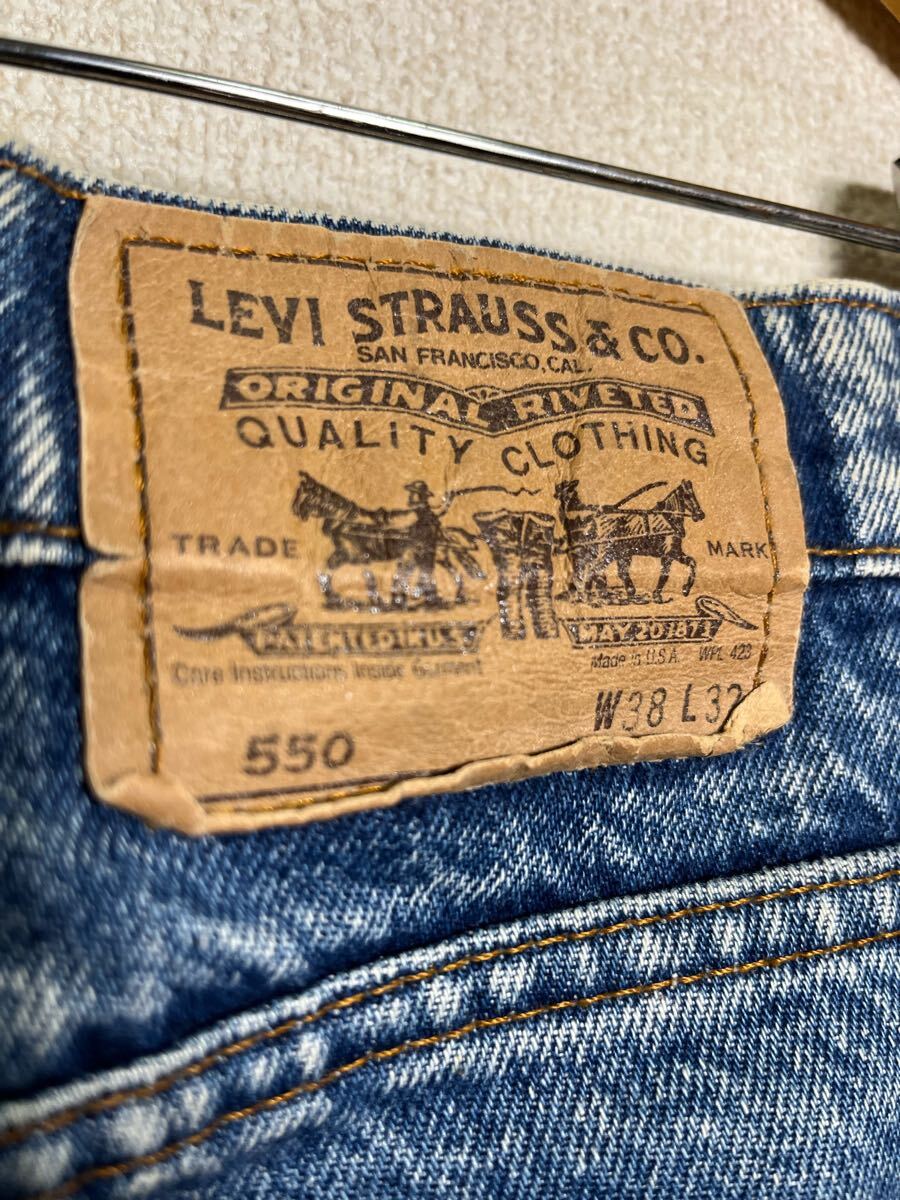 LEVI STRAUSS & CO.
SAN FRANCISCO, CAL.
ORIGINAL RIVETED
QUALITY CLOTHING
TRADE MARK
PATENTED IN U.S. MAY 20 1873
Care Instructions Inside Garment
Made in U.S.A. WPL 423
W38 L32
550